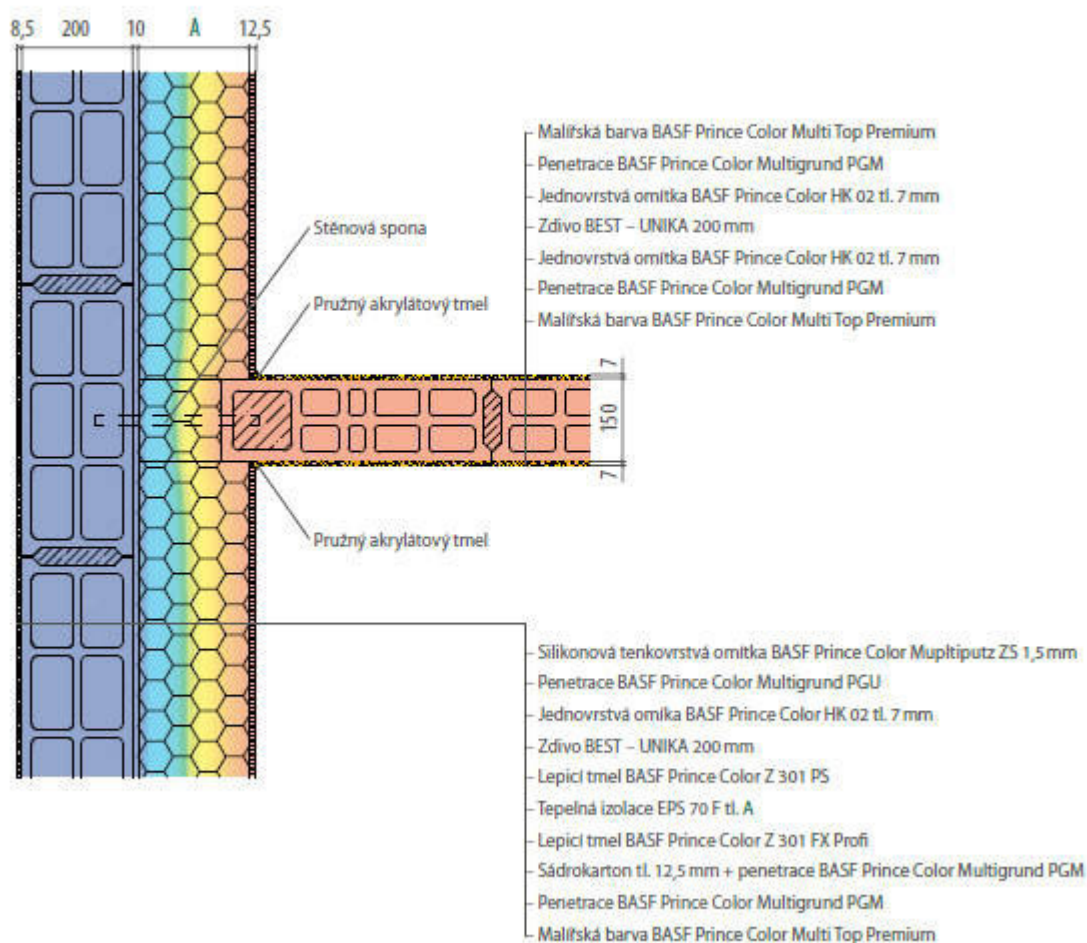 8,5 200 10 A 12,5
Malířská barva BASF Prince Color Multi Top Premium
Penetrace BASF Prince Color Multigrund PGM
Jednovrstvá omítka BASF Prince Color HK 02 tl. 7 mm
Zdivo BEST – UNIKA 200 mm
Jednovrstvá omítka BASF Prince Color HK 02 tl. 7 mm
Penetrace BASF Prince Color Multigrund PGM
Malířská barva BASF Prince Color Multi Top Premium
Stěnová spona
Pružný akrylátový tmel
7
150
7
Pružný akrylátový tmel
Silikonová tenkovrstvá omítka BASF Prince Color Mupltiputz ZS 1,5 mm
Penetrace BASF Prince Color Multigrund PGU
Jednovrstvá omíka BASF Prince Color HK 02 tl. 7 mm
Zdivo BEST – UNIKA 200 mm
Lepicí tmel BASF Prince Color Z 301 PS
Tepelná izolace EPS 70 F tl. A
Lepicí tmel BASF Prince Color Z 301 FX Profi
Sádrokarton tl. 12,5 mm + penetrace BASF Prince Color Multigrund PGM
Penetrace BASF Prince Color Multigrund PGM
Malířská barva BASF Prince Color Multi Top Premium